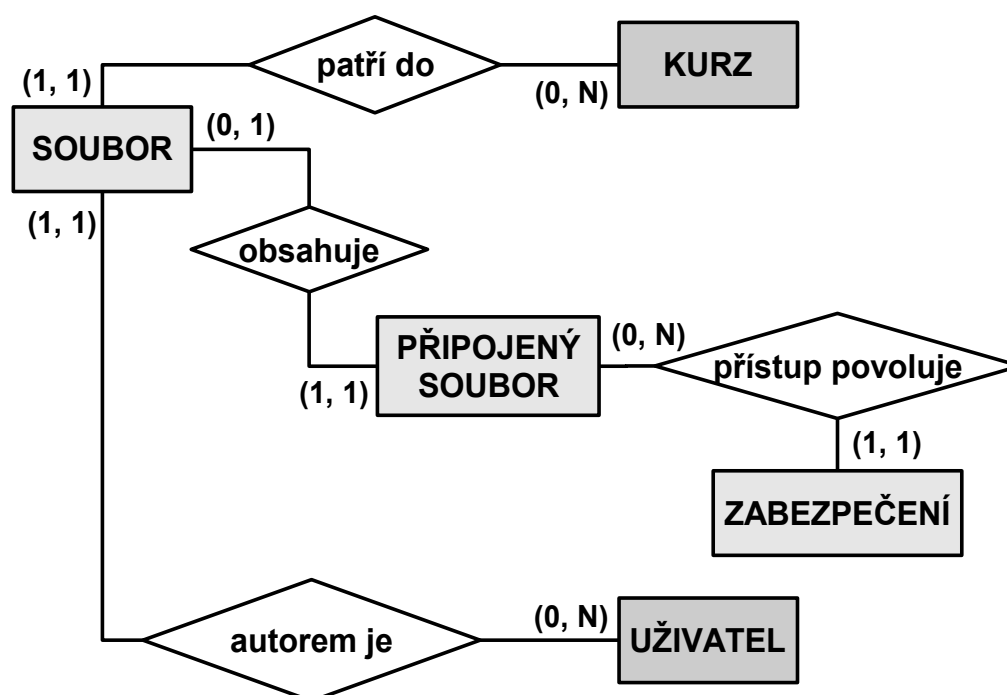 patří do
KURZ
(1, 1)
(0, N)
SOUBOR
(0, 1)
(1, 1)
obsahuje
PŘIPOJENÝ
SOUBOR
(0, N)
přístup povoluje
(1, 1)
(1, 1)
ZABEZPEČENÍ
autorem je
(0, N)
UŽIVATEL